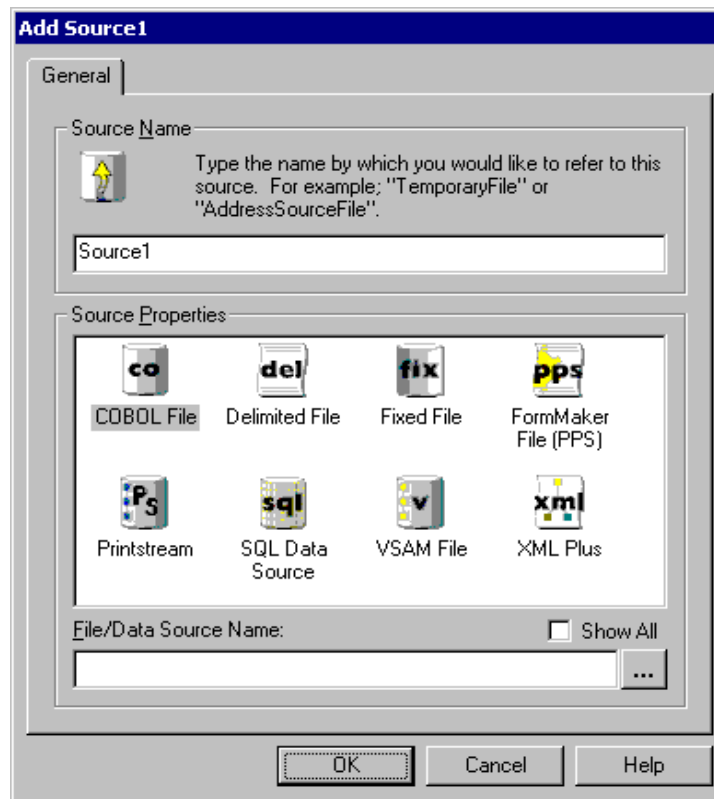 Add Source1
General
Source Name
Type the name by which you would like to refer to this
source. For example; "TemporaryFile" or
"AddressSourceFile".
Source1
Source Properties
co
del
fix
pps
COBOL File
Delimited File
Fixed File
FormMaker
File (PPS)
Ps
sql
v
xml
Printstream
SQL Data
Source
VSAM File
XML Plus
File/Data Source Name:
Show All
...
OK
Cancel
Help